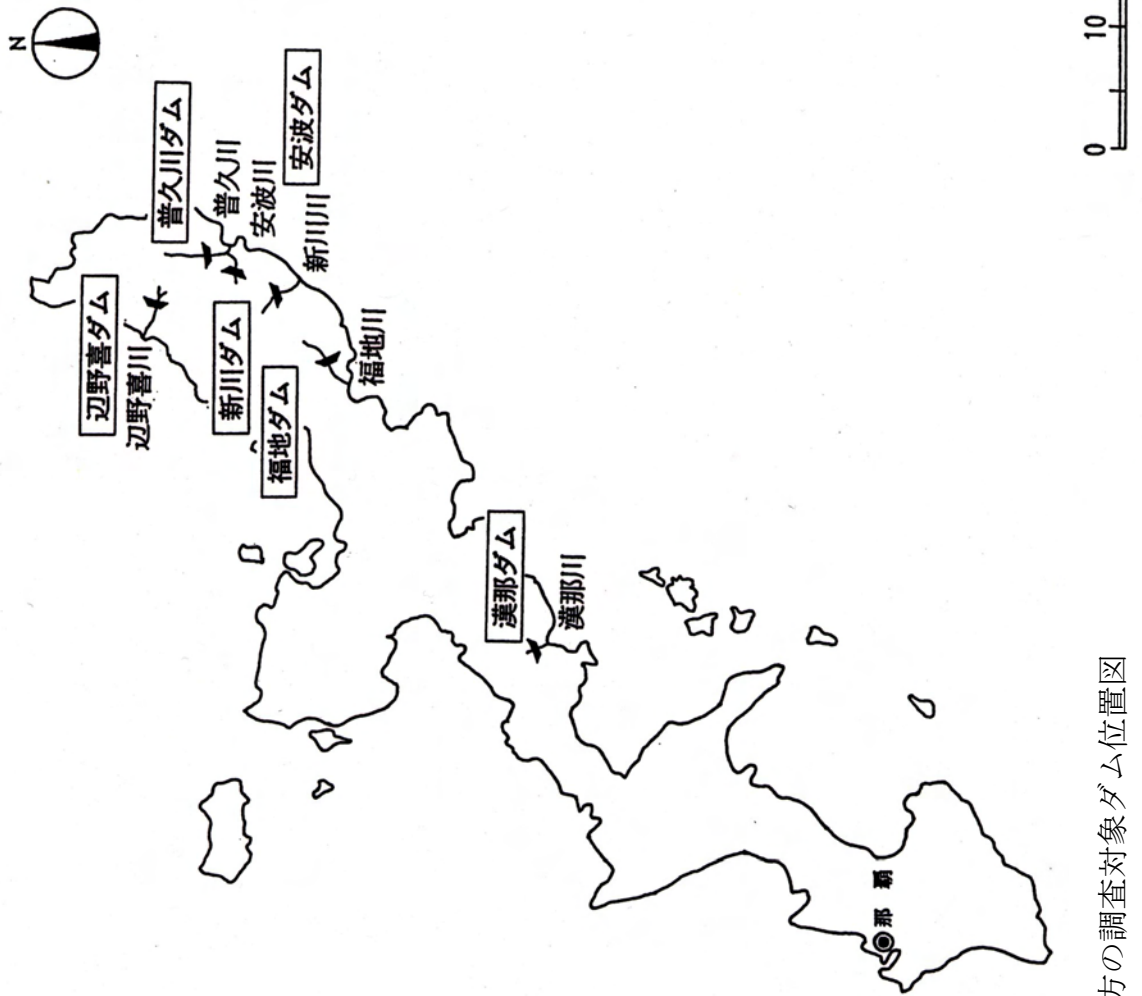 N
普久川ダム
普久川
安波川
安波ダム
新川川
辺野喜ダム
辺野喜川
新川ダム
福地ダム
福地川
漢那ダム
漢那川
那覇
0 10
方の調査対象ダム位置図